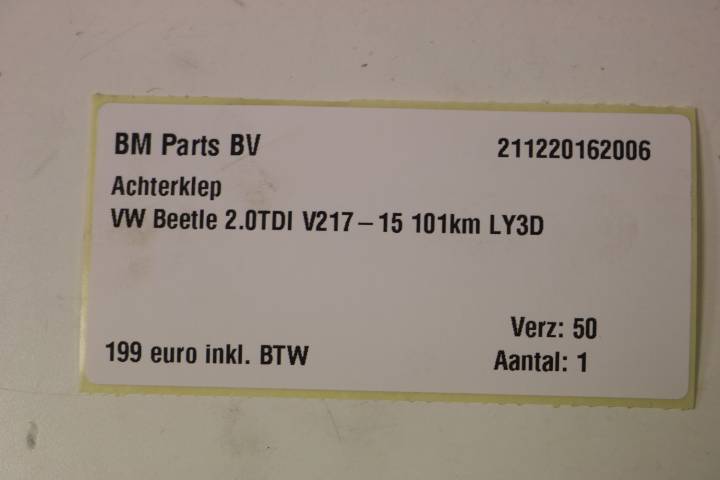 BM Parts BV 211220162006
Achterklep
VW Beetle 2.0TDI V217-15 101km LY3D
Verz: 50
199 euro inkl. BTW Aantal: 1